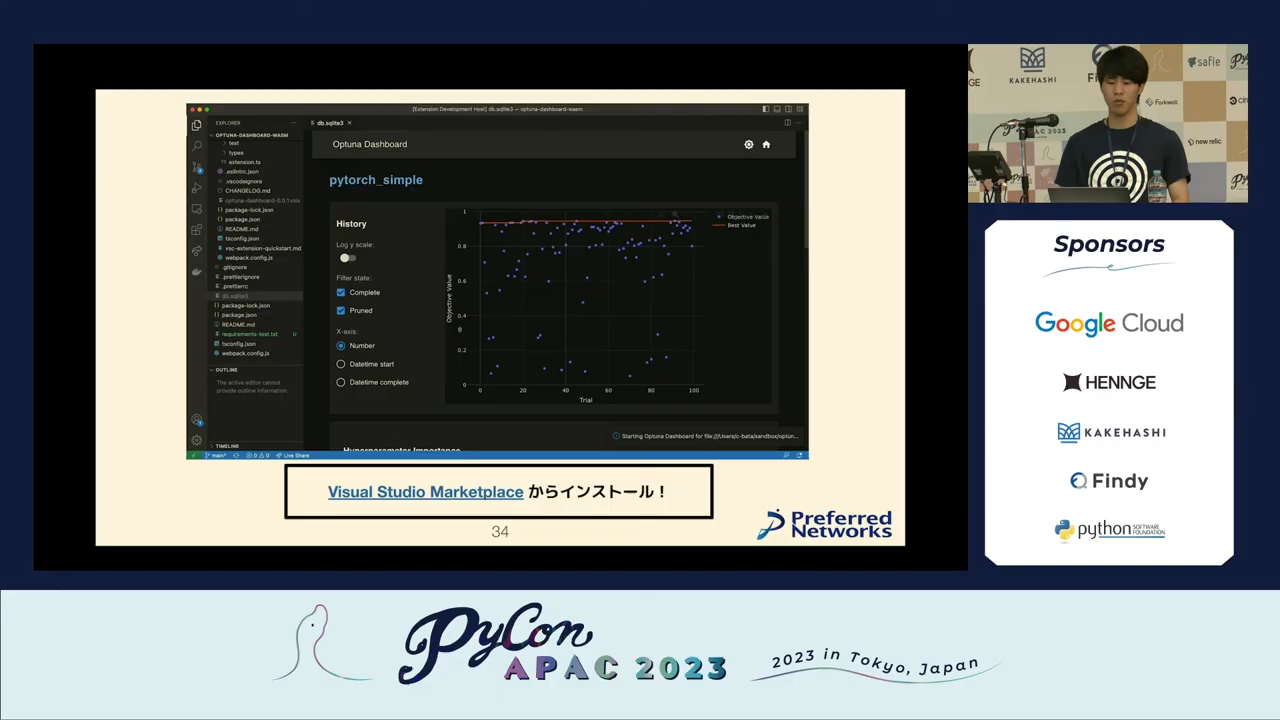 [Extension Development Host] db.sqlite3 — optuna-dashboard-wasm
EXPLORER
OPTUNA-DASHBOARD-WASM
test
types
extension.ts
.eslintrc.json
.vscodeignore
CHANGELOG.md
optuna-dashboard-0.0.1.vsix
package-lock.json
package.json
README.md
tsconfig.json
vsc-extension-quickstart.md
webpack.config.js
.gitignore
.prettierignore
.prettierrc
db.sqlite3
package-lock.json
package.json
README.md
requirements-test.txt U
tsconfig.json
webpack.config.js
OUTLINE
The active editor cannot
provide outline information.
TIMELINE
main*
0 0
Live Share
db.sqlite3
Optuna Dashboard
pytorch_simple
History
Log y scale:
Filter state:
Complete
Pruned
X-axis:
Number
Datetime start
Datetime complete
Objective Value
1
0.8
0.6
0.4
0.2
0
0 20 40 60 80 100
Trial
Objective Value
Best Value
Starting Optuna Dashboard for file:///Users/c-bata/sandbox/optun...
Hyperparameter Importance
Visual Studio Marketplace からインストール！
34
Preferred
Networks
KAKEHASHI
safie
Forkwell
APAC 2023
new relic
Sponsors
Google Cloud
HENNGE
KAKEHASHI
Findy
python SOFTWARE FOUNDATION
PyCon
APAC 2023
2023 in Tokyo, Japan